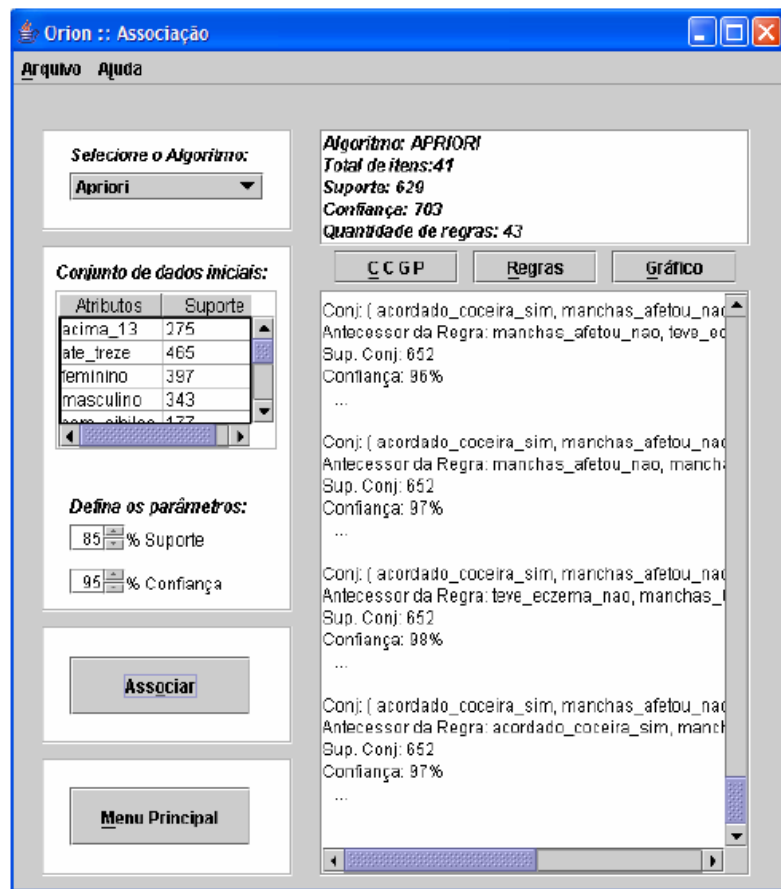 Orion :: Associação
Arquivo Ajuda
Selecione o Algoritmo:
Apriori
Conjunto de dados iniciais:
Atributos Suporte
acima_13 275
ate_treze 465
feminino 397
masculino 343
177
Defina os parâmetros:
85 % Suporte
95 % Confiança
Associar
Menu Principal
Algoritmo: APRIORI
Total de itens:41
Suporte: 629
Confiança: 703
Quantidade de regras: 43
C C G P Regras Gráfico
Conj: ( acordado_coceira_sim, manchas_afetou_nao
Antecessor da Regra: manchas_afetou_nao, teve_ec
Sup. Conj: 652
Confiança: 96%
...
Conj: ( acordado_coceira_sim, manchas_afetou_nao
Antecessor da Regra: manchas_afetou_nao, mancha
Sup. Conj: 652
Confiança: 97%
...
Conj: ( acordado_coceira_sim, manchas_afetou_nao
Antecessor da Regra: teve_eczema_nao, manchas_
Sup. Conj: 652
Confiança: 98%
...
Conj: ( acordado_coceira_sim, manchas_afetou_nao
Antecessor da Regra: acordado_coceira_sim, manch
Sup. Conj: 652
Confiança: 97%
...